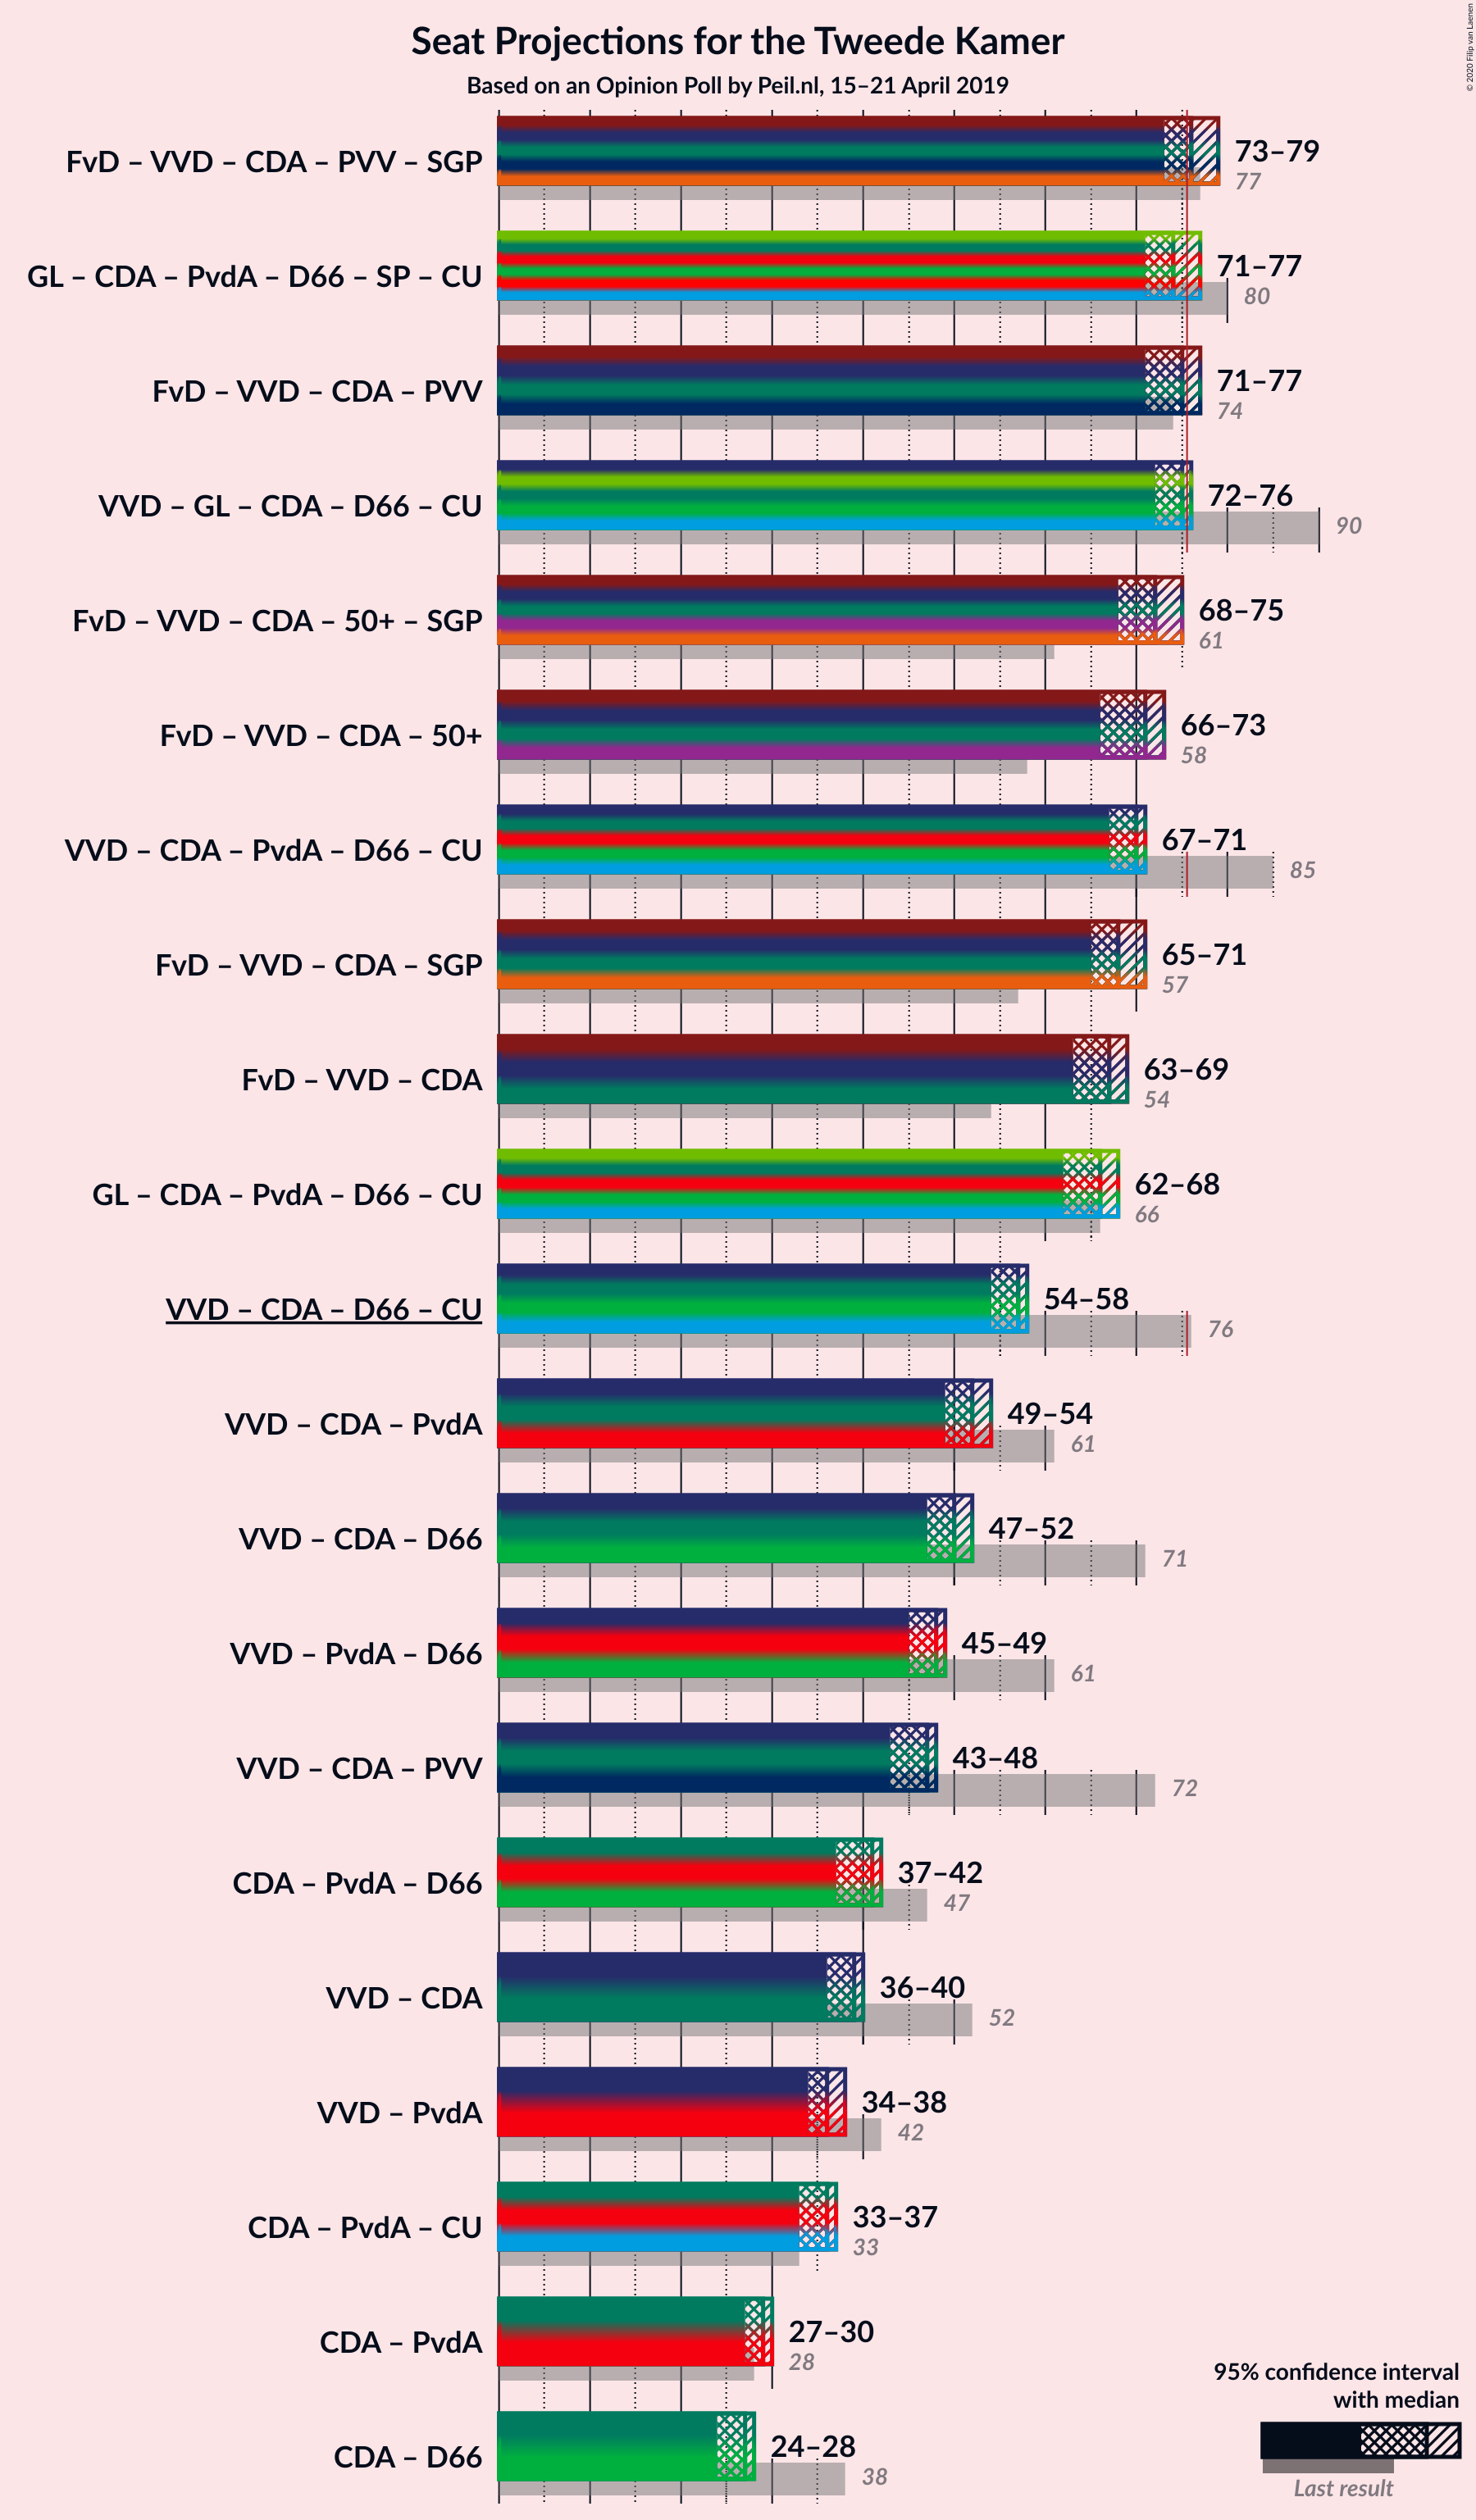 Seat Projections for the Tweede Kamer
Based on an Opinion Poll by Peil.nl, 15–21 April 2019
© 2020 Filip van Laenen
FvD – VVD – CDA – PVV – SGP
73–79
77
GL – CDA – PvdA – D66 – SP – CU
71–77
80
FvD – VVD – CDA – PVV
71–77
74
VVD – GL – CDA – D66 – CU
72–76
90
FvD – VVD – CDA – 50+ – SGP
68–75
61
FvD – VVD – CDA – 50+
66–73
58
VVD – CDA – PvdA – D66 – CU
67–71
85
FvD – VVD – CDA – SGP
65–71
57
FvD – VVD – CDA
63–69
54
GL – CDA – PvdA – D66 – CU
62–68
66
VVD – CDA – D66 – CU
54–58
76
VVD – CDA – PvdA
49–54
61
VVD – CDA – D66
47–52
71
VVD – PvdA – D66
45–49
61
VVD – CDA – PVV
43–48
72
CDA – PvdA – D66
37–42
47
VVD – CDA
36–40
52
VVD – PvdA
34–38
42
CDA – PvdA – CU
33–37
33
CDA – PvdA
27–30
28
CDA – D66
24–28
38
95% confidence interval
with median
Last result